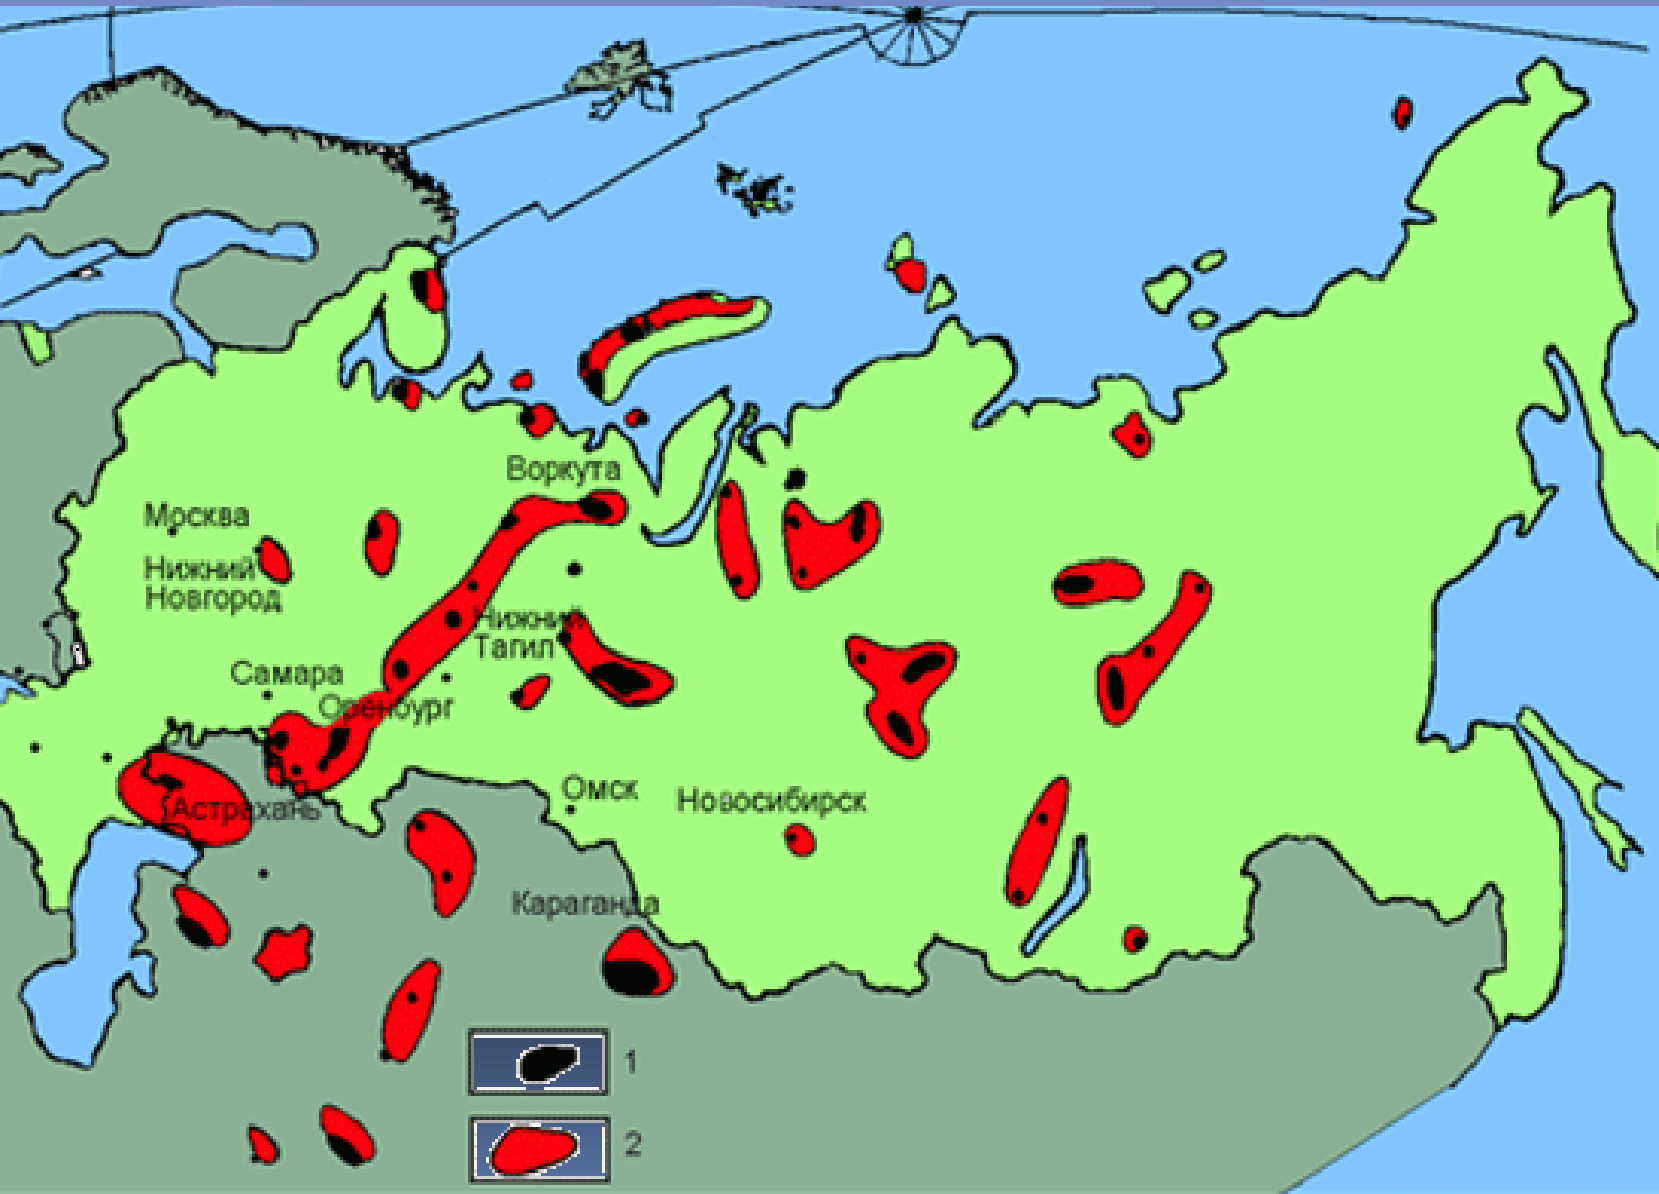 Воркута
Москва
Нижний
Новгород
Нижний
Тагил
Самара
Оренбург
Омск
Новосибирск
Астрахань
Караганда
1
2